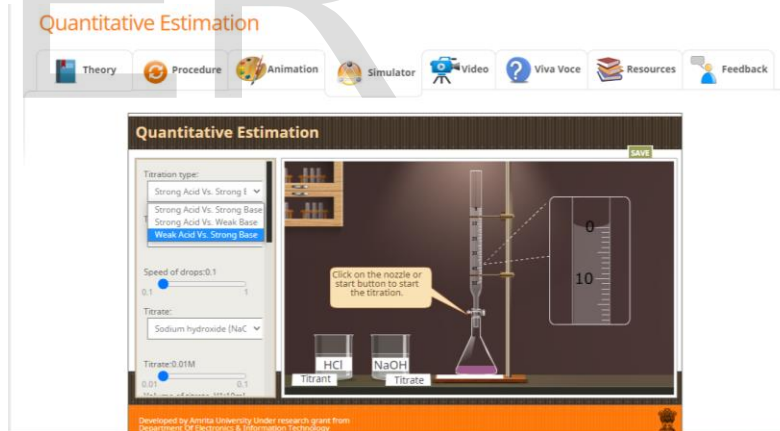 Quantitative Estimation
Theory
Procedure
Animation
Simulator
Video
Viva Voce
Resources
Feedback
Quantitative Estimation
SAVE
Titration type:
Strong Acid Vs. Strong E
Strong Acid Vs. Strong Base
Strong Acid Vs. Weak Base
Weak Acid Vs. Strong Base
Speed of drops:0.1
0.1 1
Titrate:
Sodium hydroxide [NaC
Titrate:0.01M
0.01 0.1
Click on the nozzle or
start button to start
the titration.
0
10
HCl
NaOH
Titrant
Titrate
Developed by Amrita University Under research grant from
Department Of Electronics & Information Technology